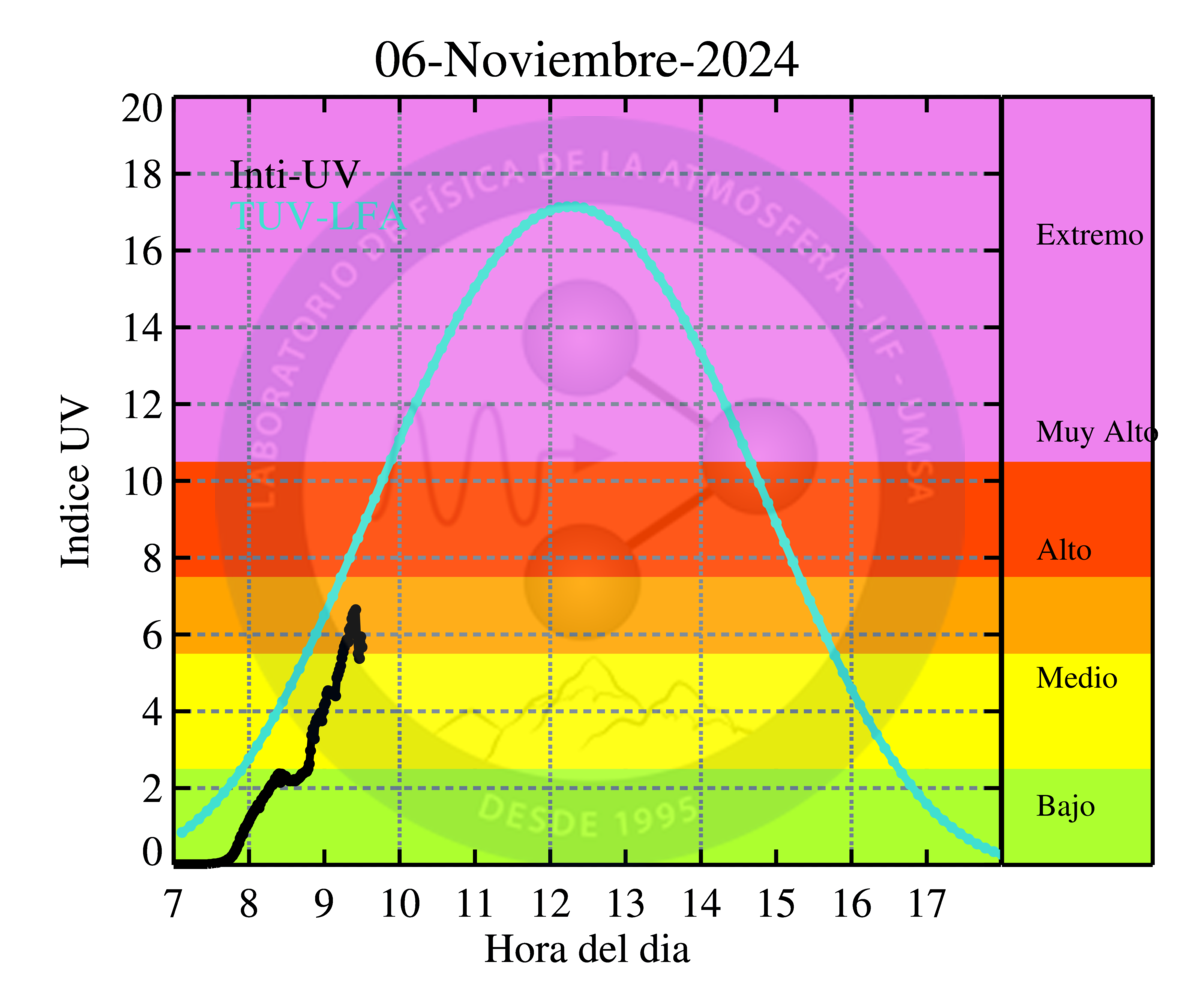 06-Noviembre-2024
20
18
16
14
12
10
8
6
4
2
0
Indice UV
Inti-UV
TUV-LFA
LABORATORIO DE FÍSICA DE LA ATMÓSFERA - IIF - UMSA
DESDE 1995
Extremo
Muy Alto
Alto
Medio
Bajo
7 8 9 10 11 12 13 14 15 16 17
Hora del dia